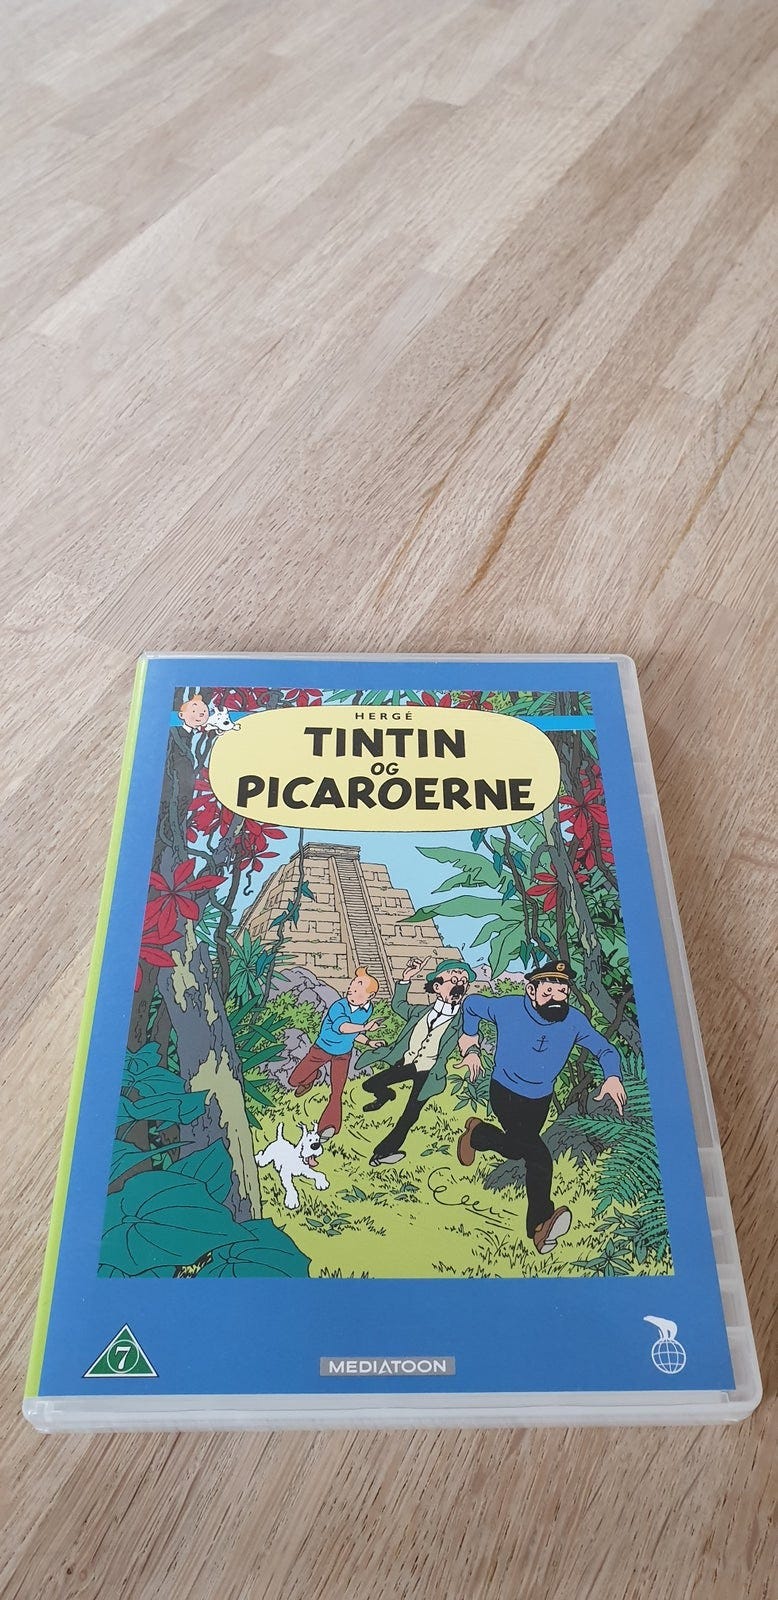 HERGÉ
TINTIN
OG
PICAROERNE
7
MEDIATOON